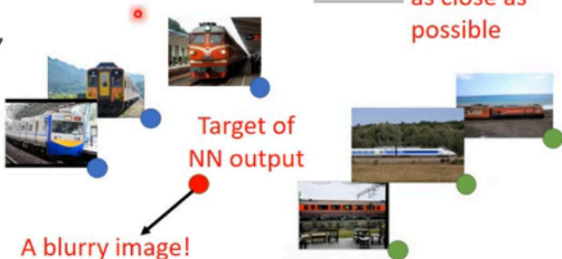 as close as
possible
Target of
NN output
A blurry image!